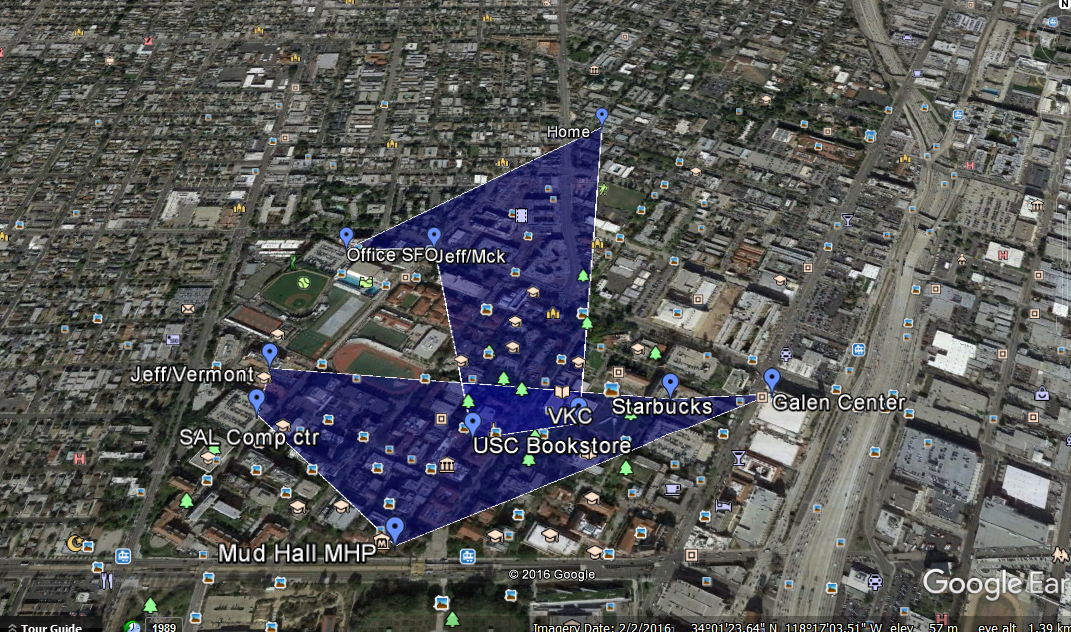 N
Home
Office SFO
Jeff/Mck
Jeff/Vermont
Starbucks
Galen Center
VKC
SAL Comp ctr
USC Bookstore
Mud Hall MHP
© 2016 Google
Google Ear
Tour Guide
1989
Imagery Date: 2/2/2016 34°01'23.64" N 118°17'03.51" W elev 57 m eye alt 1.39 km